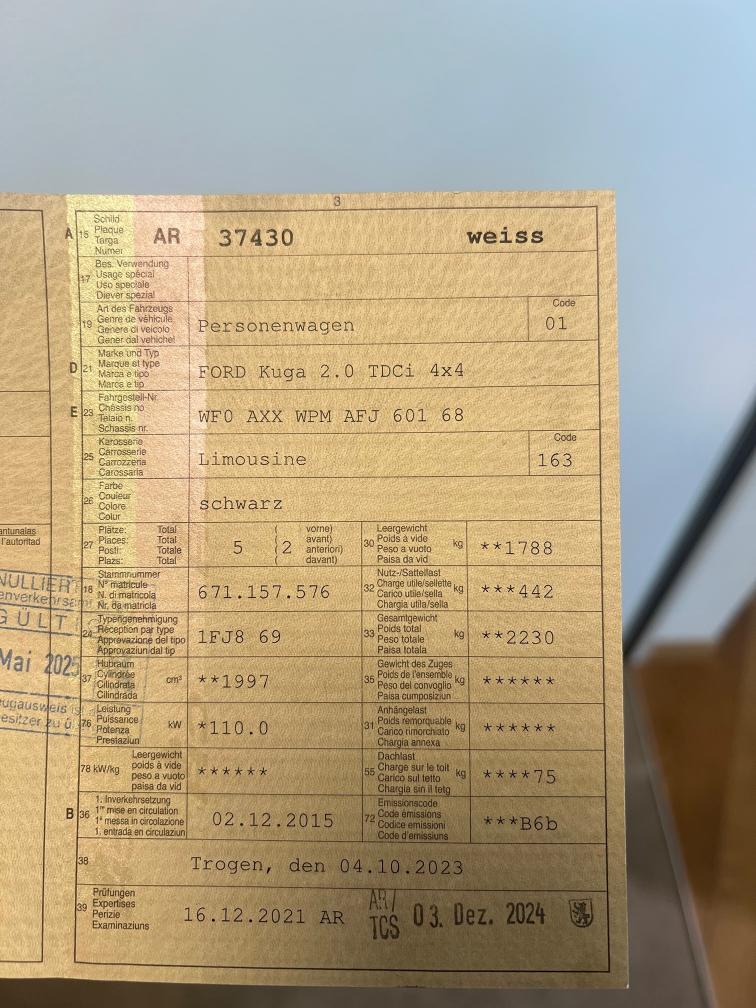 3
A 15 Schild
Plaque
Targa
Numer
AR 37430 weiss
17 Bes. Verwendung
Usage spécial
Uso speciale
Diever spezial
19 Art des Fahrzeugs
Genre de véhicule
Genere di veicolo
Gener dal vehichel
Personenwagen
Code
01
D 21 Marke und Typ
Marque et type
Marca e tipo
Marca e tip
FORD Kuga 2.0 TDCi 4x4
E 23 Fahrgestell-Nr.
Châssis no
Telaio n.
Schassis nr.
WF0 AXX WPM AFJ 601 68
25 Karosserie
Carrosserie
Carrozzeria
Carossaria
Limousine
Code
163
26 Farbe
Couleur
Colore
Colur
schwarz
27 Plätze: Total
Places: Total
Posti: Totale
Plazs: Total
5 ( 2 vorne)
avant)
anteriori)
davant)
30 Leergewicht
Poids à vide
Peso a vuoto
Paisa da vid
kg **1788
18 Stammnummer
N° matricule
N. di matricola
Nr. da matricla
671.157.576
32 Nutz-/Sattellast
Charge utile/sellette
Carico utile/sella
Chargia utila/sella
kg ***442
24 Typengenehmigung
Réception par type
Approvazione del tipo
Approvaziun dal tip
1FJ8 69
33 Gesamtgewicht
Poids total
Peso totale
Paisa totala
kg **2230
37 Hubraum
Cylindrée
Cilindrata
Cilindrada
cm³ **1997
35 Gewicht des Zuges
Poids de l'ensemble
Peso del convoglio
Paisa cumposiziun
kg ******
76 Leistung
Puissance
Potenza
Prestaziun
kW *110.0
31 Anhängelast
Poids remorquable
Carico rimorchiato
Chargia annexa
kg ******
78 kW/kg Leergewicht
poids à vide
peso a vuoto
paisa da vid
******
55 Dachlast
Charge sur le toit
Carico sul tetto
Chargia sin il tetg
kg ****75
B 36 1. Inverkehrsetzung
1re mise en circulation
1a messa in circolazione
1. entrada en circulaziun
02.12.2015
72 Emissionscode
Code émissions
Codice emissioni
Code d'emissiuns
***B6b
38 Trogen, den 04.10.2023
39 Prüfungen
Expertises
Perizie
Examinaziuns
16.12.2021 AR
AR/
TCS 03. Dez. 2024
antunalas
l'autoritad
NULLIERT
GÜLT
Mai 2025
ugausweis
esitzer zu